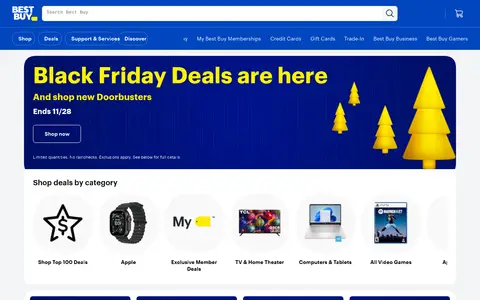 BEST
BUY
Search Best Buy
Shop
Deals
Support & Services
Discover
My Best Buy Memberships
Credit Cards
Gift Cards
Trade-In
Best Buy Business
Best Buy Gamers
Black Friday Deals are here
And shop new Doorbusters
Ends 11/28
Shop now
Limited quantities. No rainchecks. Exclusions apply. See below for full details.
Shop deals by category
My
TCL
Shop Top 100 Deals
Apple
Exclusive Member
Deals
TV & Home Theater
Computers & Tablets
All Video Games
Ap